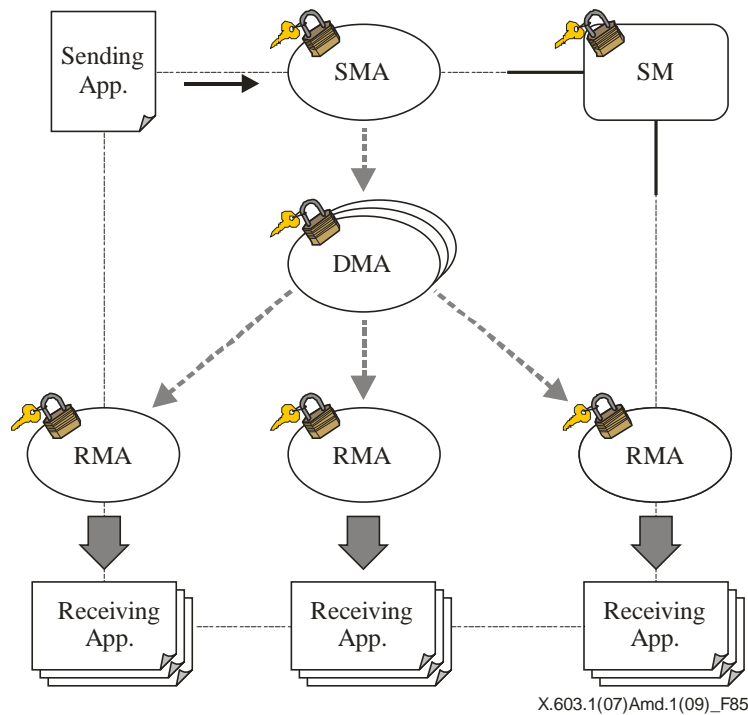 Sending
App.
SMA
SM
DMA
RMA
RMA
RMA
Receiving
App.
Receiving
App.
Receiving
App.
X.603.1(07)Amd.1(09)_F85